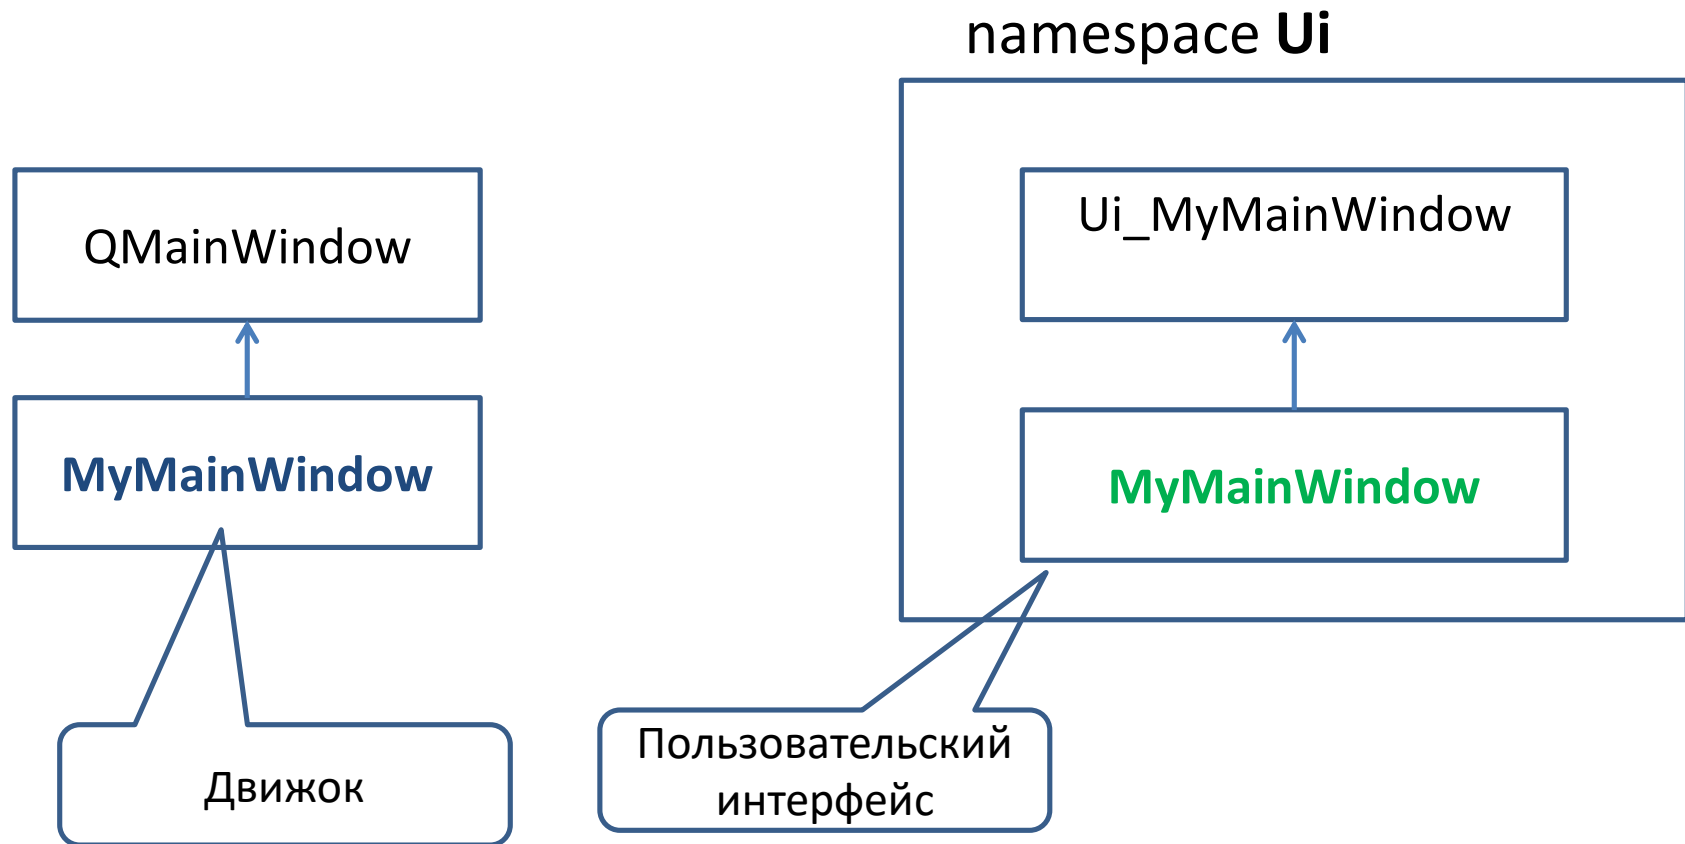 namespace Ui
QMainWindow
Ui_MyMainWindow
MyMainWindow
MyMainWindow
Движок
Пользовательский
интерфейс